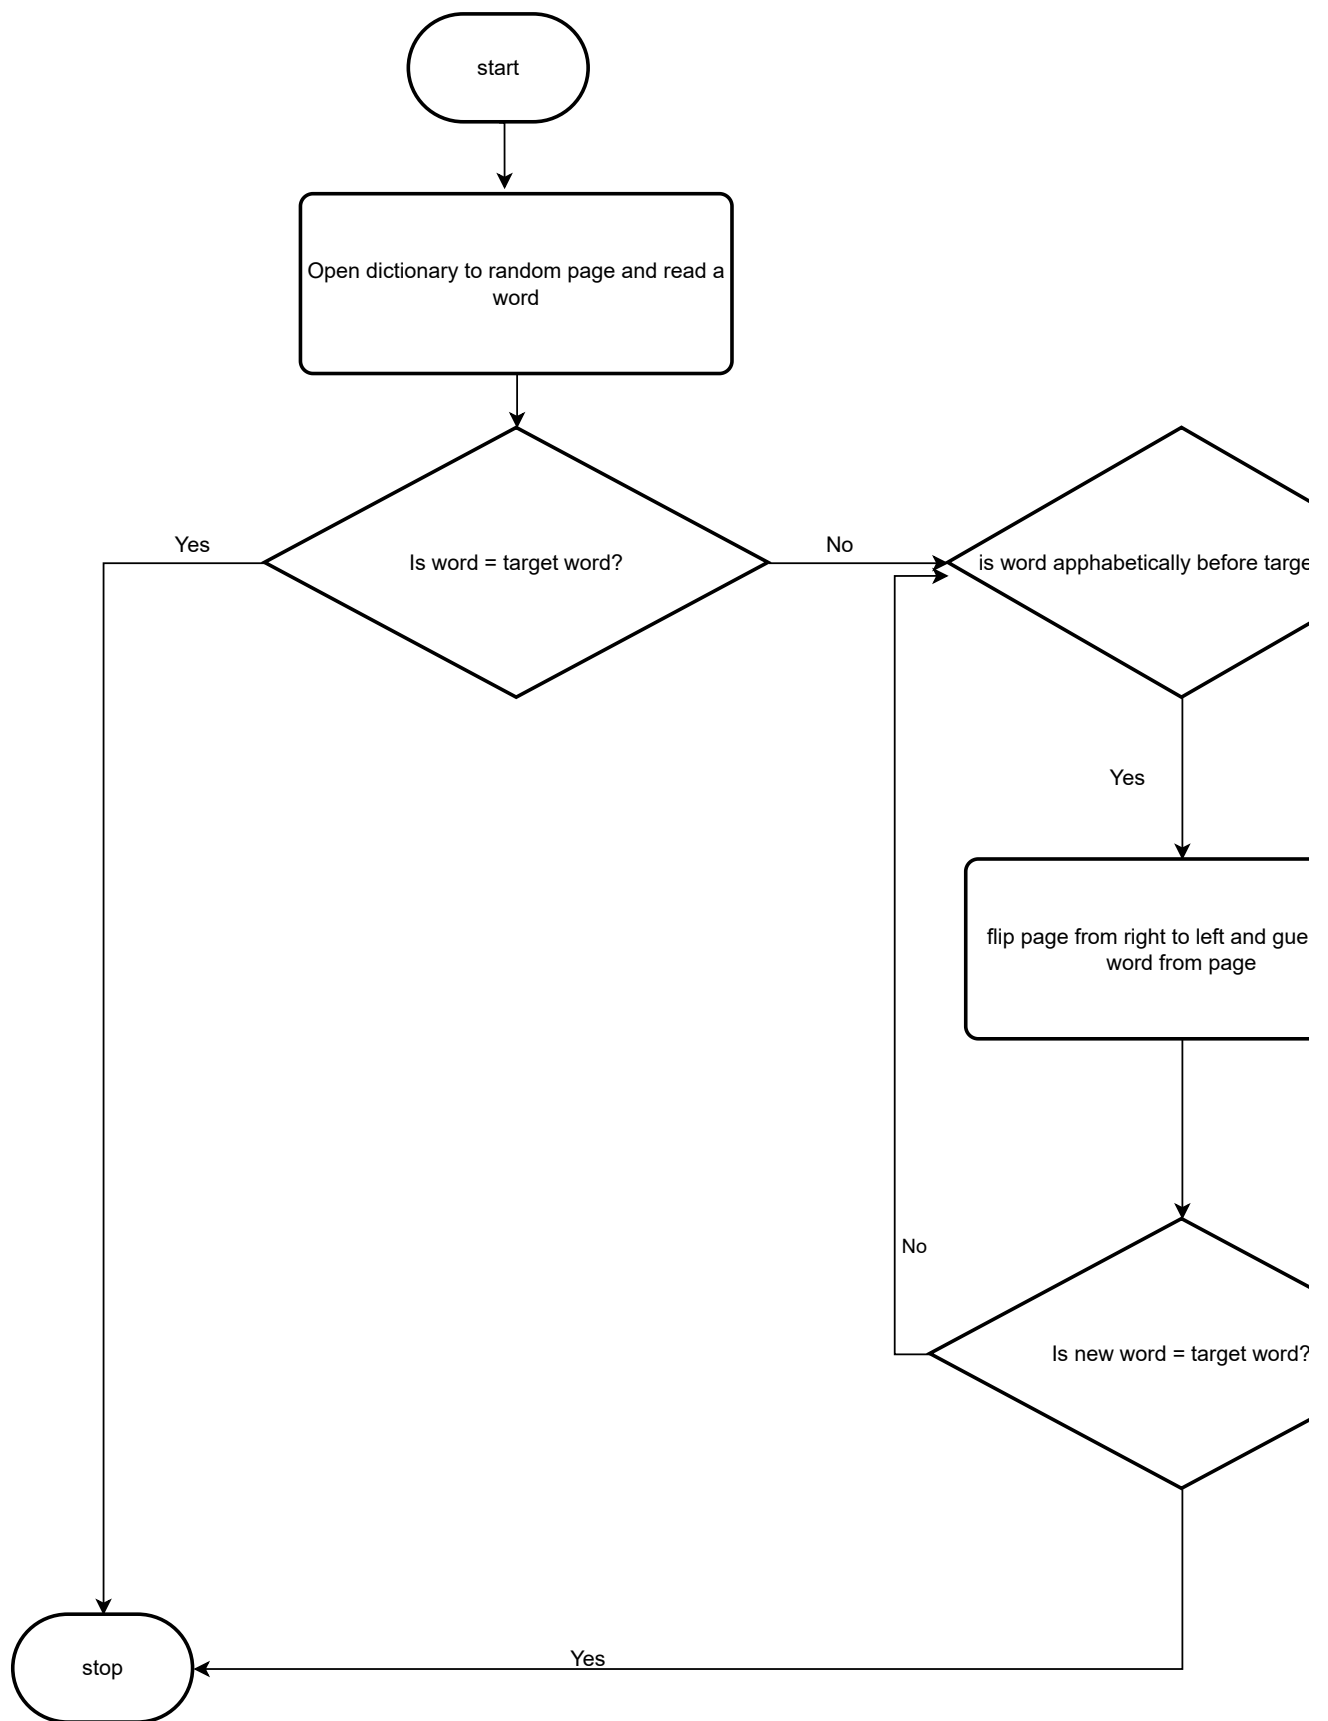 start
Open dictionary to random page and read a
word
Yes
Is word = target word?
No
is word apphabetically before targe
Yes
flip page from right to left and gue
word from page
No
Is new word = target word?
Yes
stop